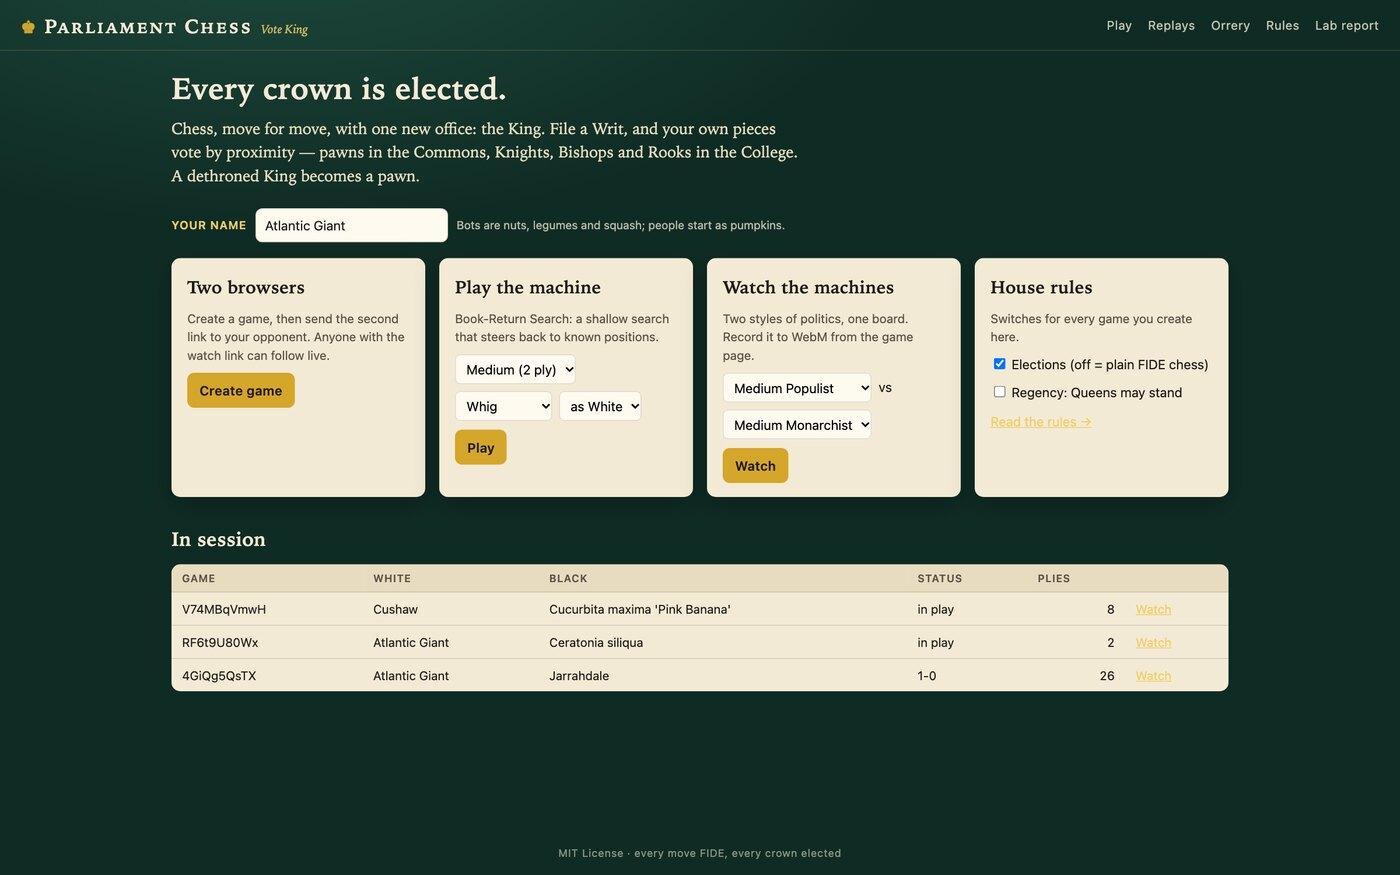 Parliament Chess Vote King
Play Replays Orrery Rules Lab report
Every crown is elected.
Chess, move for move, with one new office: the King. File a Writ, and your own pieces
vote by proximity — pawns in the Commons, Knights, Bishops and Rooks in the College.
A dethroned King becomes a pawn.
YOUR NAME Atlantic Giant Bots are nuts, legumes and squash; people start as pumpkins.
Two browsers
Create a game, then send the second
link to your opponent. Anyone with the
watch link can follow live.
Create game
Play the machine
Book-Return Search: a shallow search
that steers back to known positions.
Medium (2 ply)
Whig as White
Play
Watch the machines
Two styles of politics, one board.
Record it to WebM from the game
page.
Medium Populist vs
Medium Monarchist
Watch
House rules
Switches for every game you create
here.
Elections (off = plain FIDE chess)
Regency: Queens may stand
Read the rules →
In session
GAME WHITE BLACK STATUS PLIES
V74MBqVmwH Cushaw Cucurbita maxima 'Pink Banana' in play 8 Watch
RF6t9U80Wx Atlantic Giant Ceratonia siliqua in play 2 Watch
4GiQg5QsTX Atlantic Giant Jarrahdale 1-0 26 Watch
MIT License · every move FIDE, every crown elected